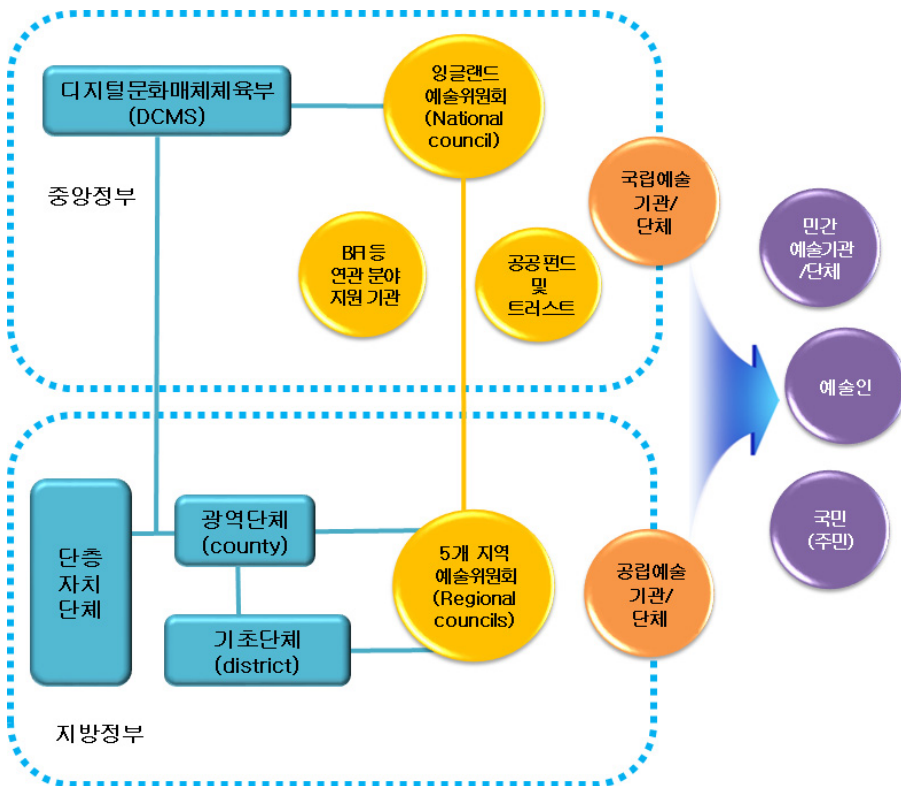 디지털문화매체체육부
(DCMS)
잉글랜드
예술위원회
(National
council)
중앙정부
국립예술
기관/
단체
민간
예술기관
/단체
BFI 등
연관 분야
지원 기관
공공 펀드
및
트러스트
예술인
단층
자치
단체
광역단체
(county)
5개 지역
예술위원회
(Regional
councils)
공립예술
기관/
단체
국민
(주민)
기초단체
(district)
지방정부